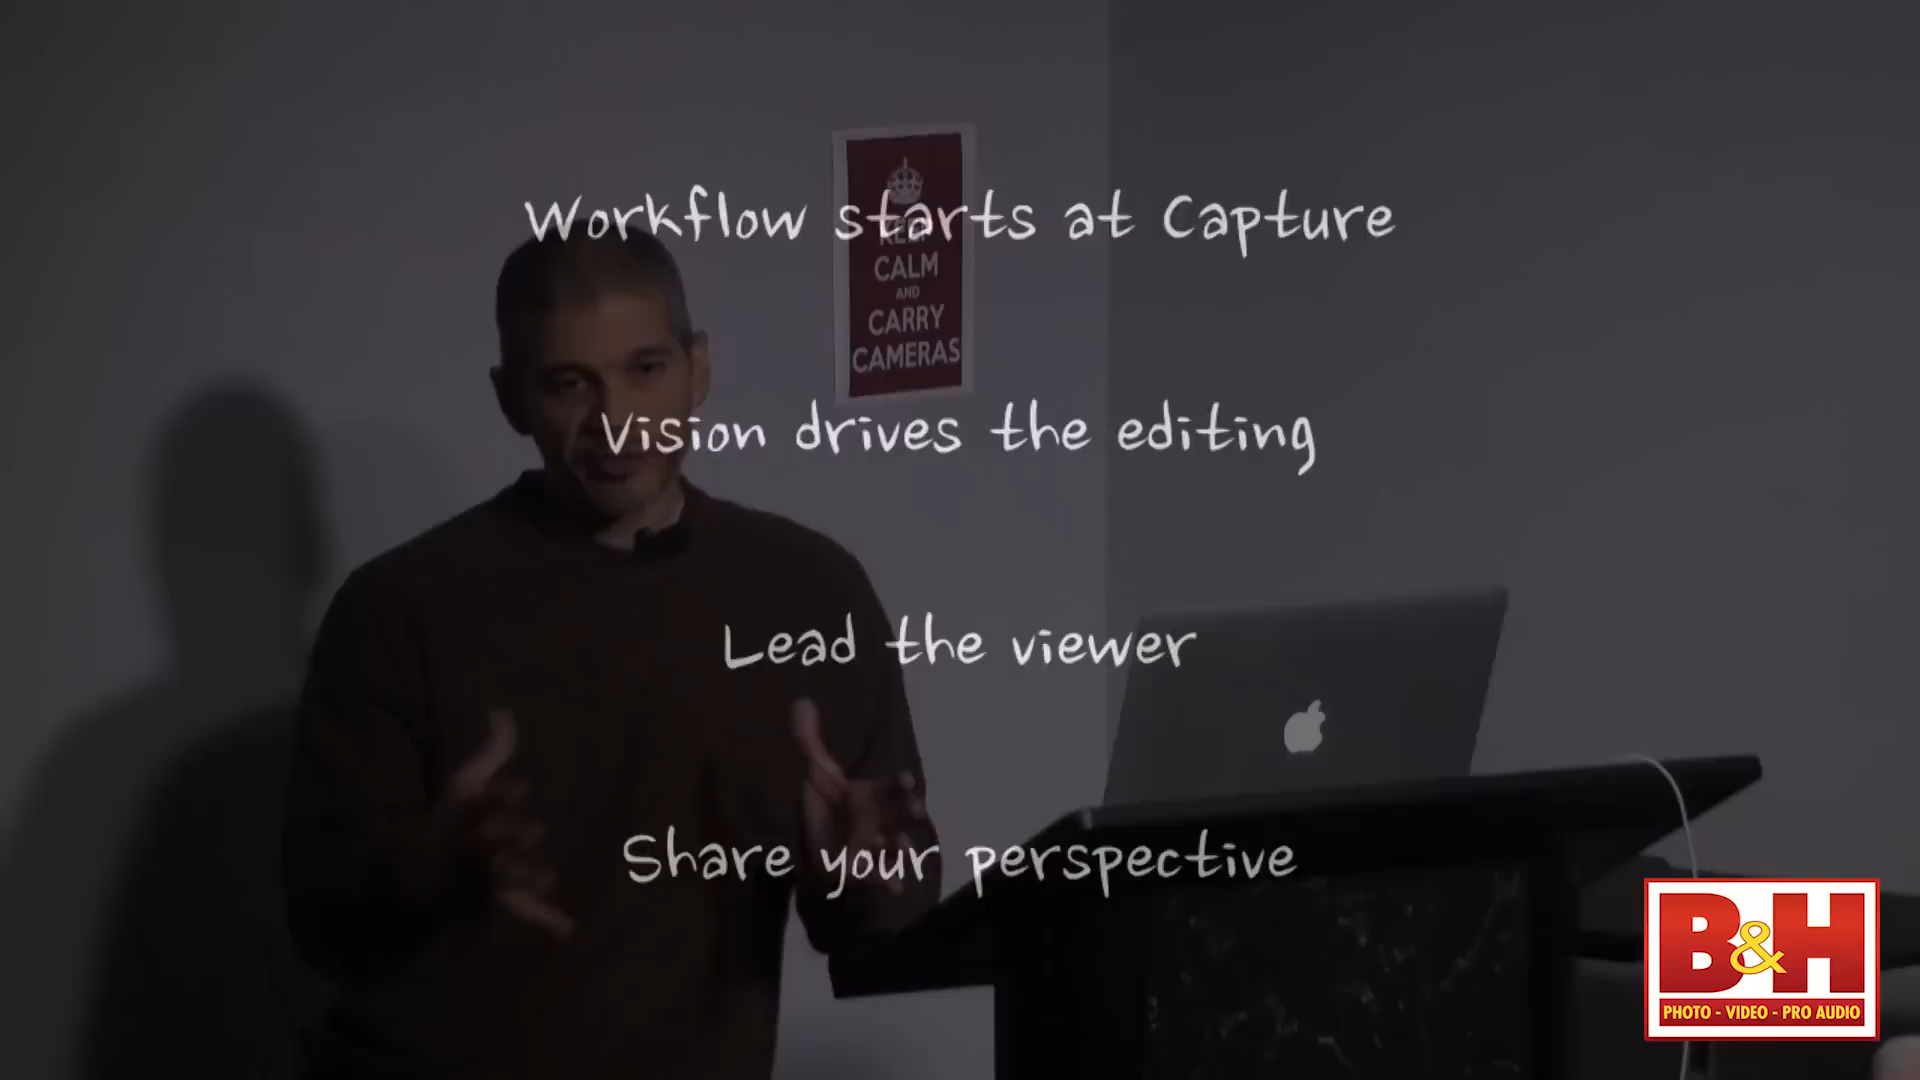 Workflow starts at Capture
KEEP
CALM
AND
CARRY
CAMERAS
Vision drives the editing
Lead the viewer
Share your perspective
B&H
PHOTO - VIDEO - PRO AUDIO